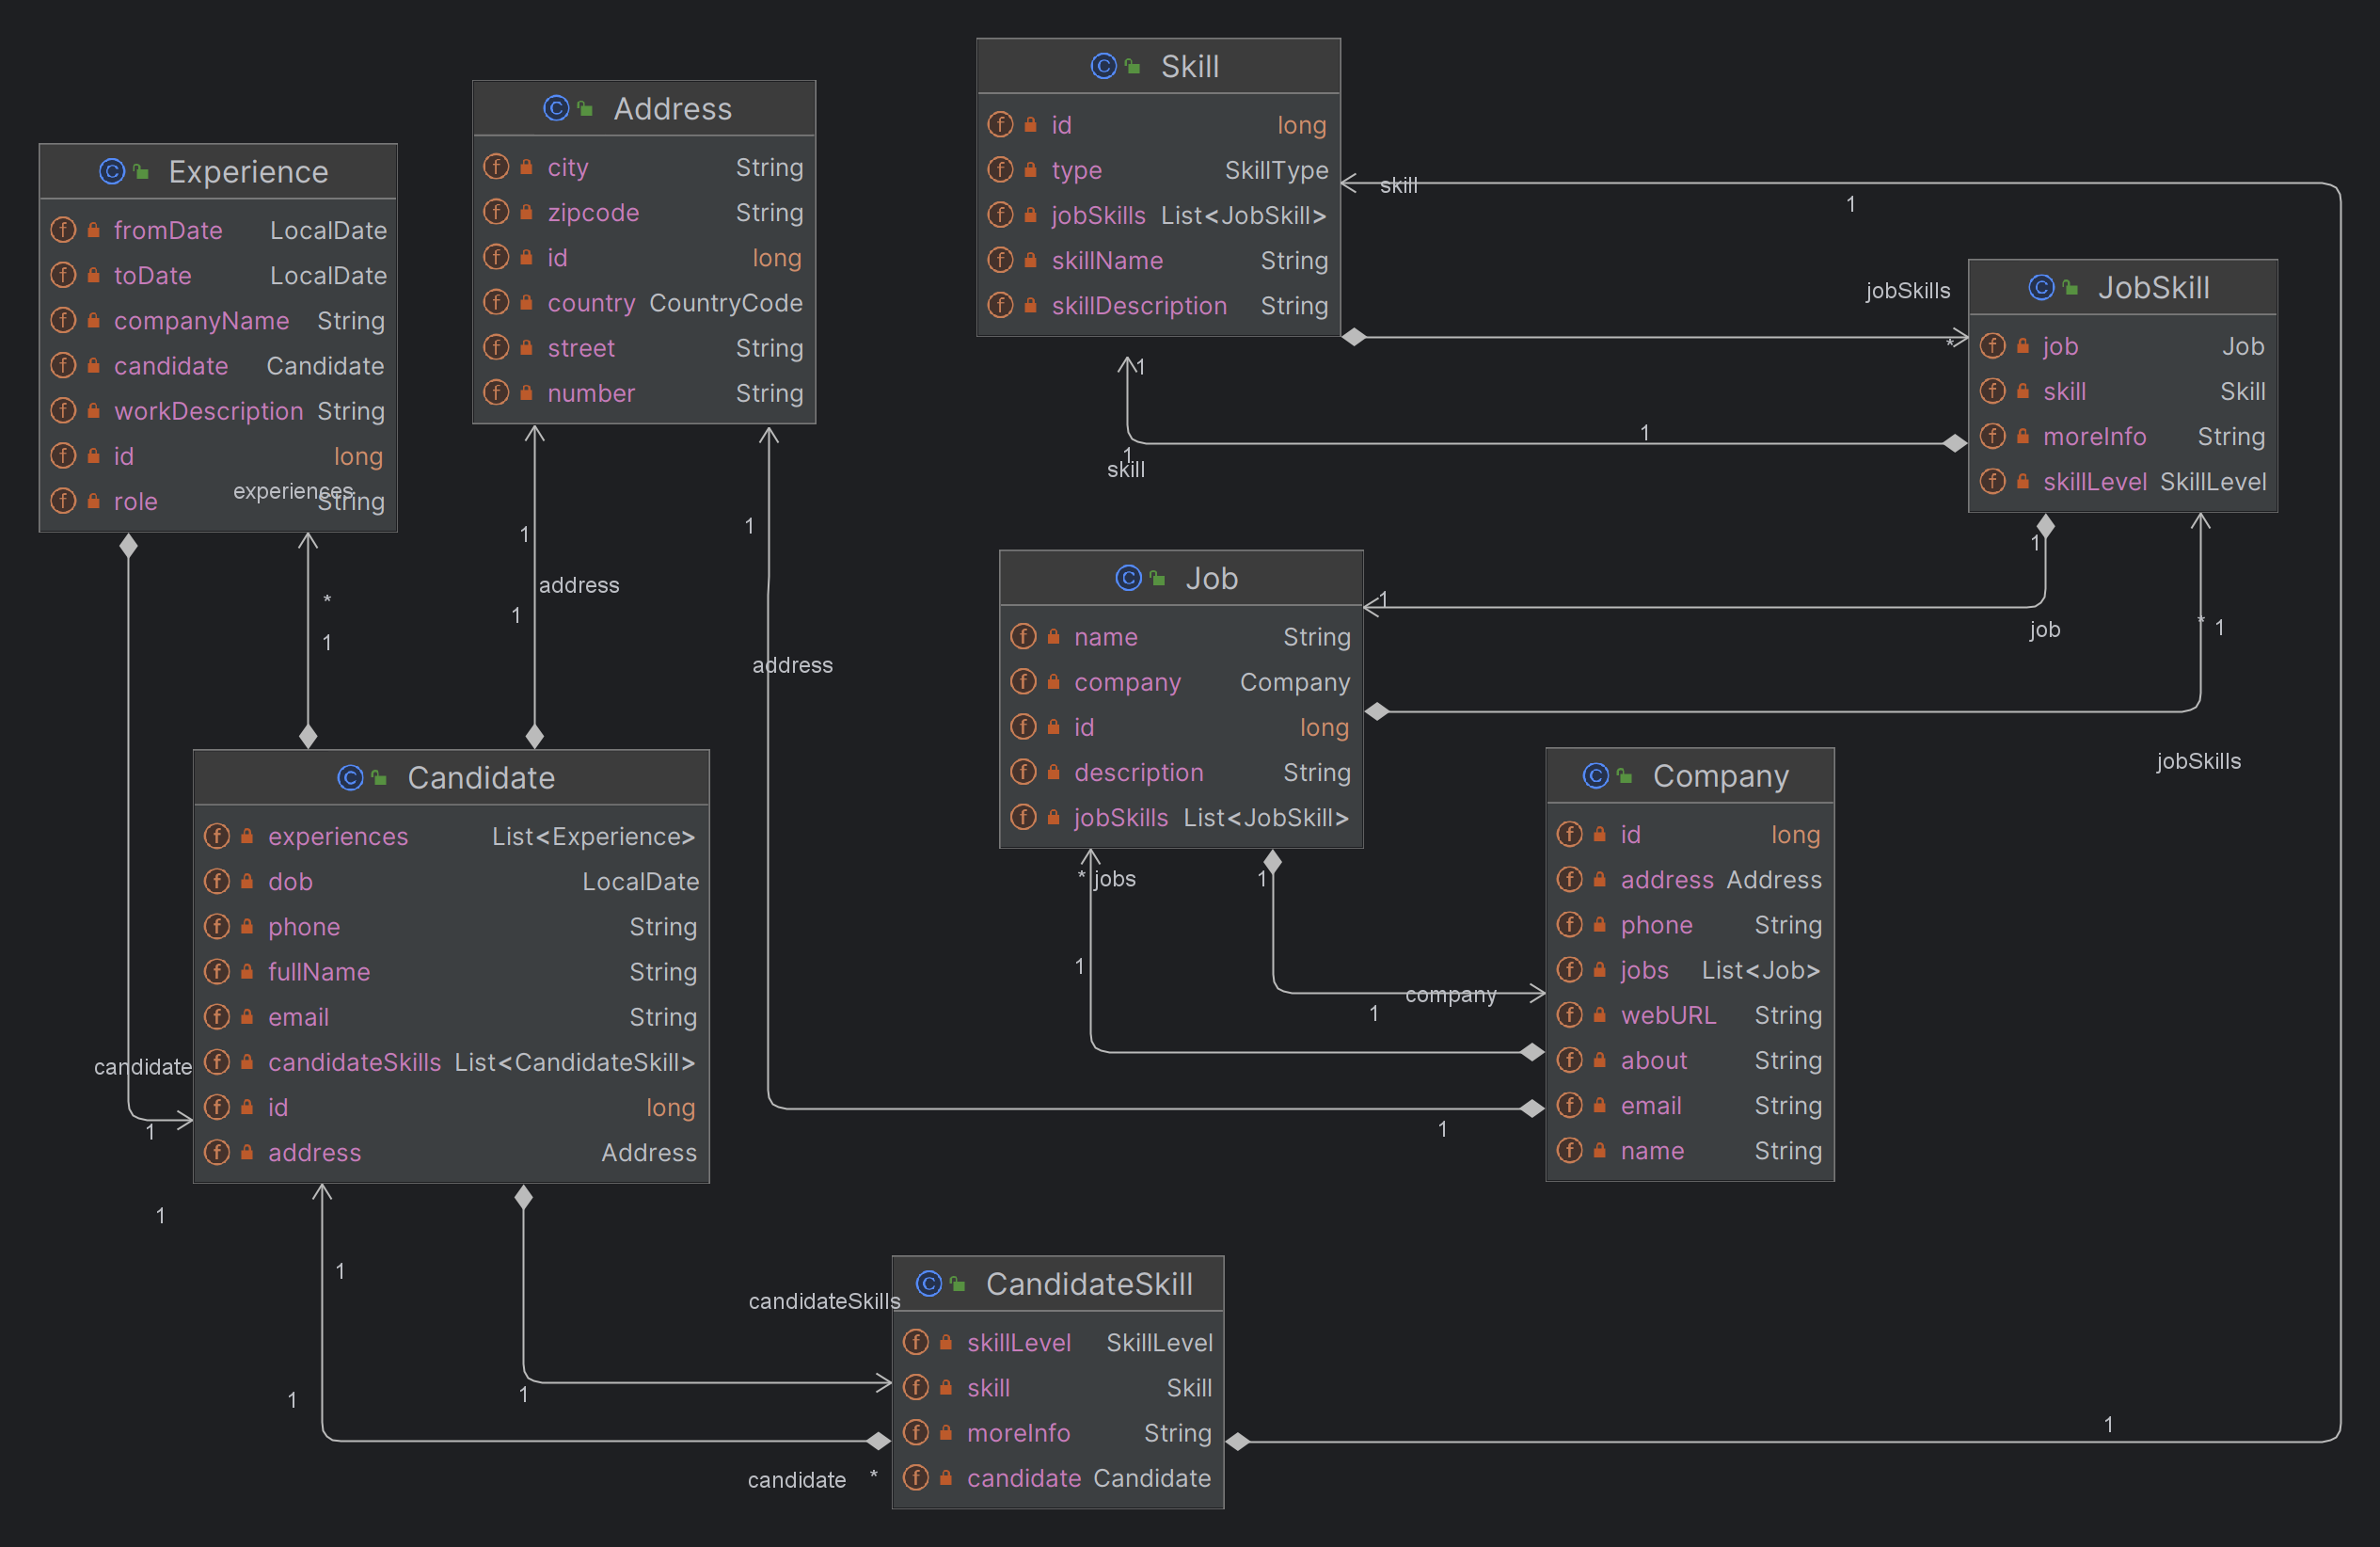 Experience
fromDate LocalDate
toDate LocalDate
companyName String
candidate Candidate
workDescription String
id long
experiences
role String
Address
city String
zipcode String
id long
country CountryCode
street String
number String
Skill
id long
type SkillType
jobSkills List<JobSkill>
skillName String
skillDescription String
skill
1
jobSkills
*
JobSkill
job Job
skill Skill
moreInfo String
skillLevel SkillLevel
1
1
1
skill
1
1
*
1
address
1
1
address
1
1
job
* 1
jobSkills
Job
name String
company Company
id long
description String
jobSkills List<JobSkill>
* jobs
1
1
company
1
Company
id long
address Address
phone String
jobs List<Job>
webURL String
about String
email String
name String
1
Candidate
experiences List<Experience>
dob LocalDate
phone String
fullName String
email String
candidateSkills List<CandidateSkill>
id long
address Address
candidate
1
1
1
1
1
candidateSkills
candidate *
CandidateSkill
skillLevel SkillLevel
skill Skill
moreInfo String
candidate Candidate
1